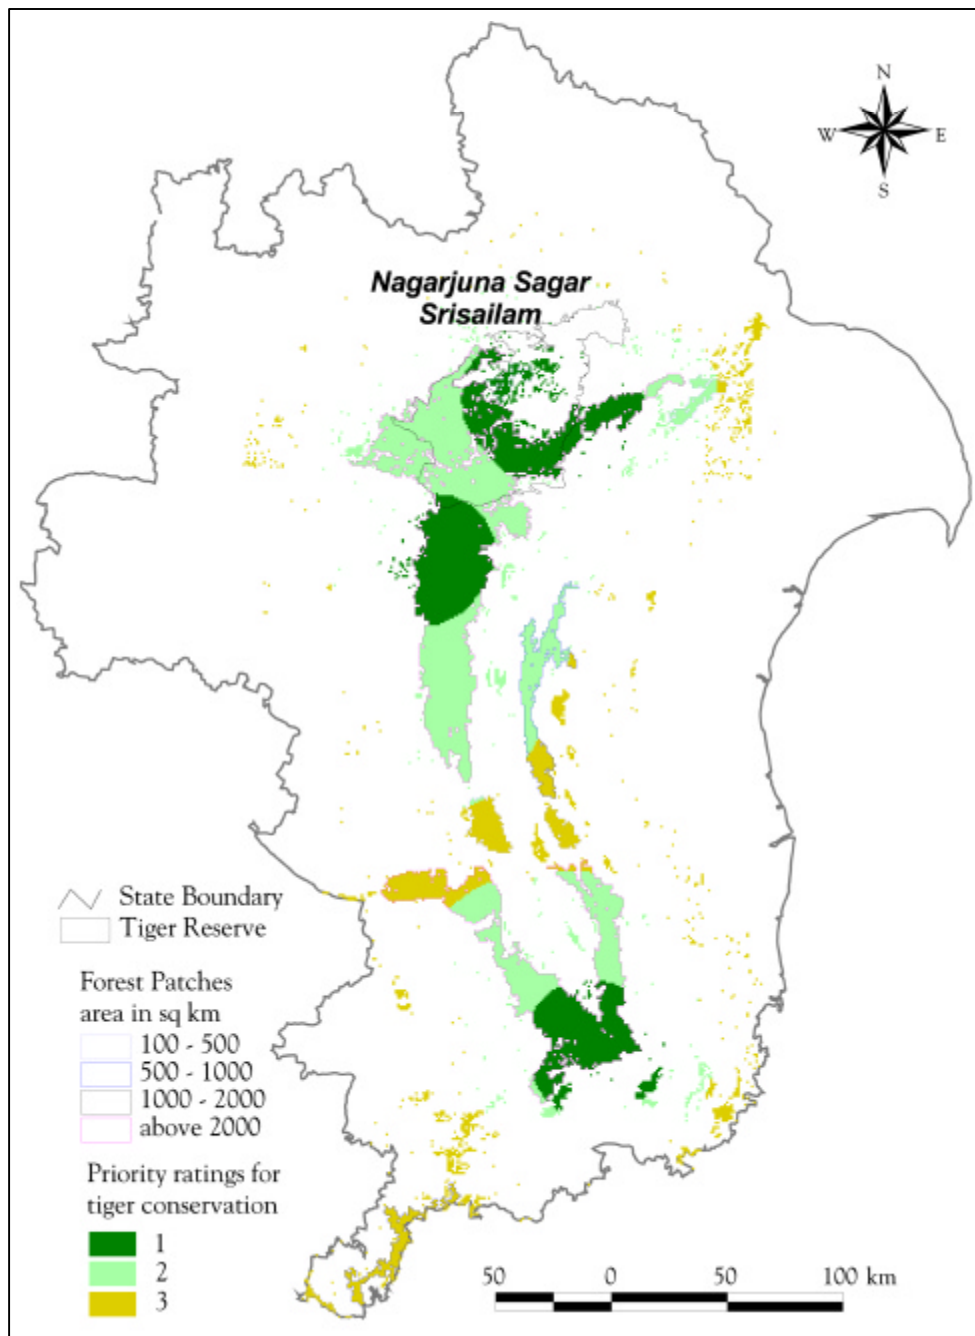 N
W E
S
Nagarjuna Sagar
Srisailam
State Boundary
Tiger Reserve
Forest Patches
area in sq km
100 - 500
500 - 1000
1000 - 2000
above 2000
Priority ratings for
tiger conservation
1
2
3
50 0 50 100 km